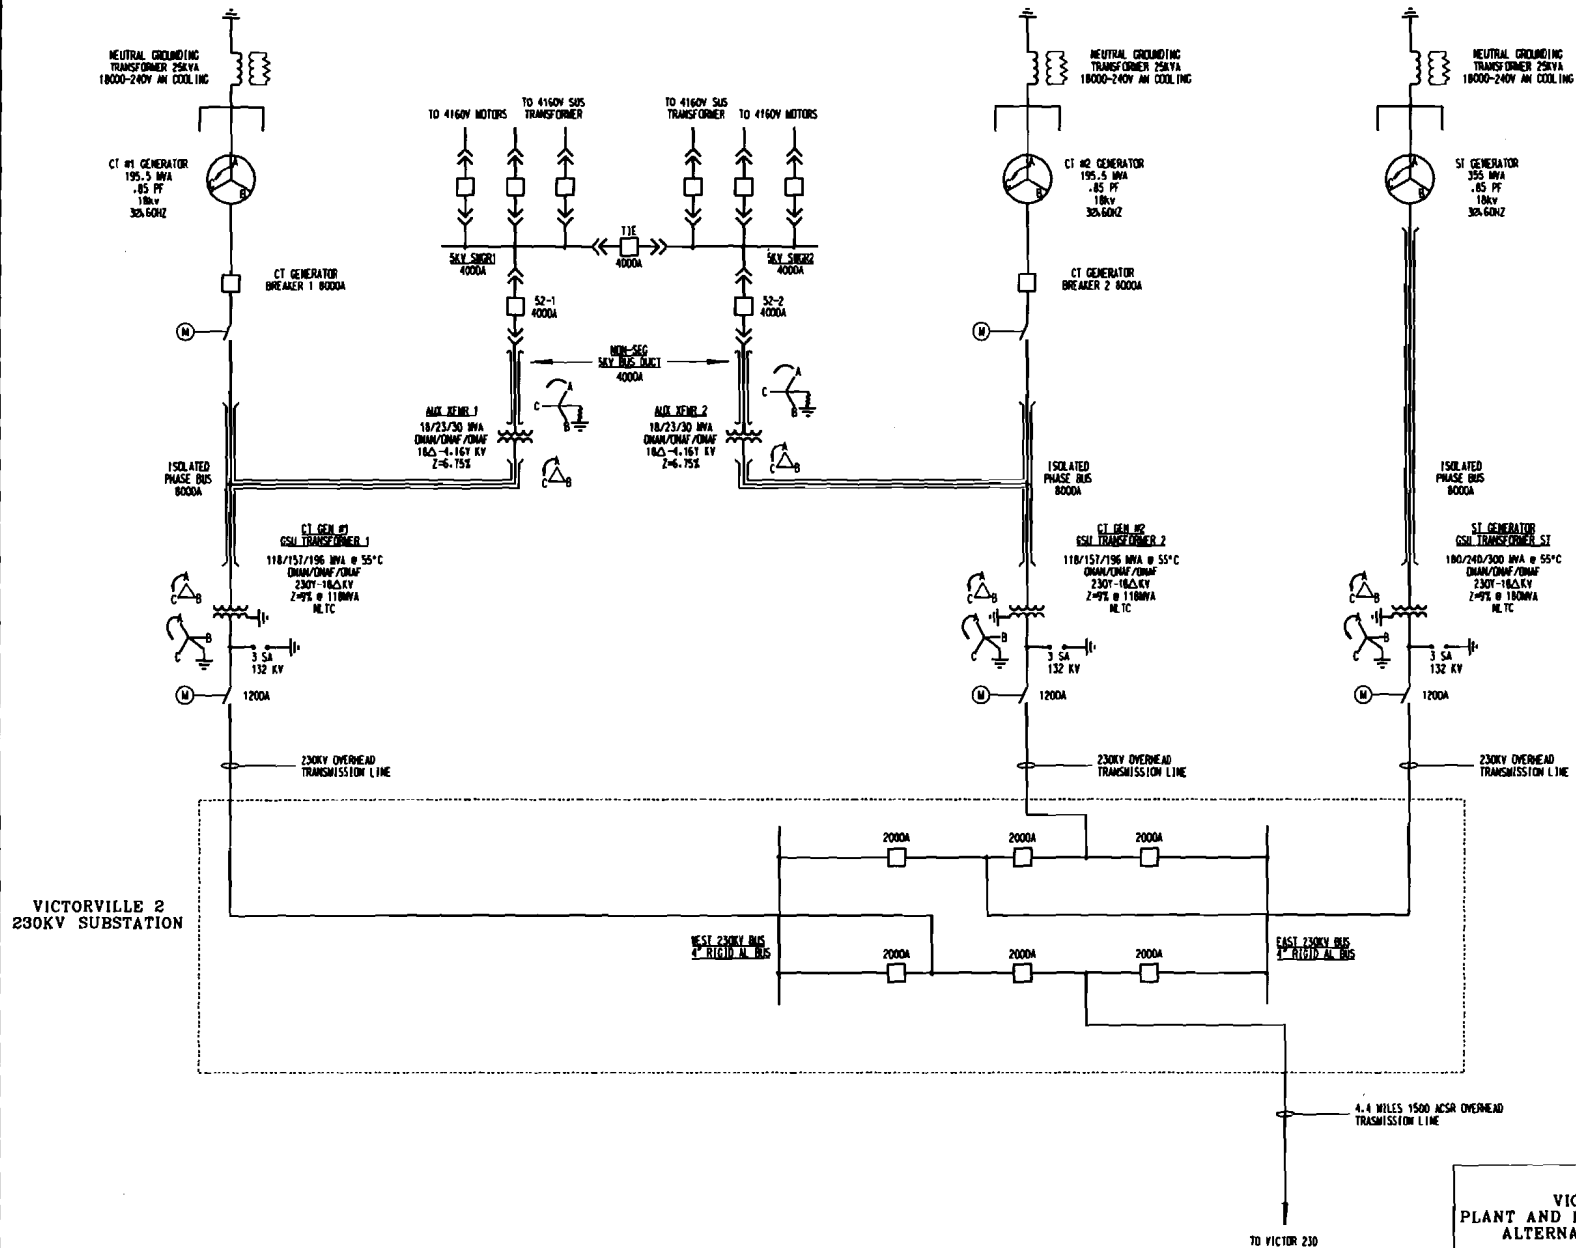 NEUTRAL GROUNDING
TRANSFORMER 25KVA
18000-240V AN COOLING
CT #1 GENERATOR
195.5 MVA
.85 PF
18kv
60HZ
CT GENERATOR
BREAKER 1 8000A
M
TO 4160V MOTORS
TO 4160V SUS
TRANSFORMER
TO 4160V SUS
TRANSFORMER
TO 4160V MOTORS
5KV SWGR1
4000A
TIE
4000A
5KV SWGR2
4000A
52-1
4000A
52-2
4000A
NON-SEG
5KV BUS DUCT
4000A
AUX XFMR 1
18/23/30 MVA
ONAN/ONAF/ONAF
18Δ-4.16Y KV
Z=6.75%
A
B
C
A
B
C
AUX XFMR 2
18/23/30 MVA
ONAN/ONAF/ONAF
18Δ-4.16Y KV
Z=6.75%
A
B
C
A
B
C
NEUTRAL GROUNDING
TRANSFORMER 25KVA
18000-240V AN COOLING
CT #2 GENERATOR
195.5 MVA
.85 PF
18kv
60HZ
CT GENERATOR
BREAKER 2 8000A
M
NEUTRAL GROUNDING
TRANSFORMER 25KVA
18000-240V AN COOLING
ST GENERATOR
355 MVA
.85 PF
18kv
60HZ
ISOLATED
PHASE BUS
8000A
ISOLATED
PHASE BUS
8000A
ISOLATED
PHASE BUS
8000A
CT GEN #1
GSU TRANSFORMER 1
118/157/196 MVA @ 55°C
ONAN/ONAF/ONAF
230Y-18ΔKV
Z=9% @ 118MVA
NLTC
A
B
C
A
B
C
3 SA
132 KV
M
1200A
CT GEN #2
GSU TRANSFORMER 2
118/157/196 MVA @ 55°C
ONAN/ONAF/ONAF
230Y-18ΔKV
Z=9% @ 118MVA
NLTC
A
B
C
A
B
C
3 SA
132 KV
M
1200A
ST GENERATOR
GSU TRANSFORMER ST
180/240/300 MVA @ 55°C
ONAN/ONAF/ONAF
230Y-18ΔKV
Z=9% @ 180MVA
NLTC
A
B
C
A
B
C
3 SA
132 KV
M
1200A
230KV OVERHEAD
TRANSMISSION LINE
230KV OVERHEAD
TRANSMISSION LINE
230KV OVERHEAD
TRANSMISSION LINE
VICTORVILLE 2
230KV SUBSTATION
2000A
2000A
2000A
WEST 230KV BUS
4" RIGID AL BUS
EAST 230KV BUS
4" RIGID AL BUS
2000A
2000A
2000A
4.4 MILES 1500 ACSR OVERHEAD
TRASMISSION LINE
TO VICTOR 230
VIC
PLANT AND
ALTERNA